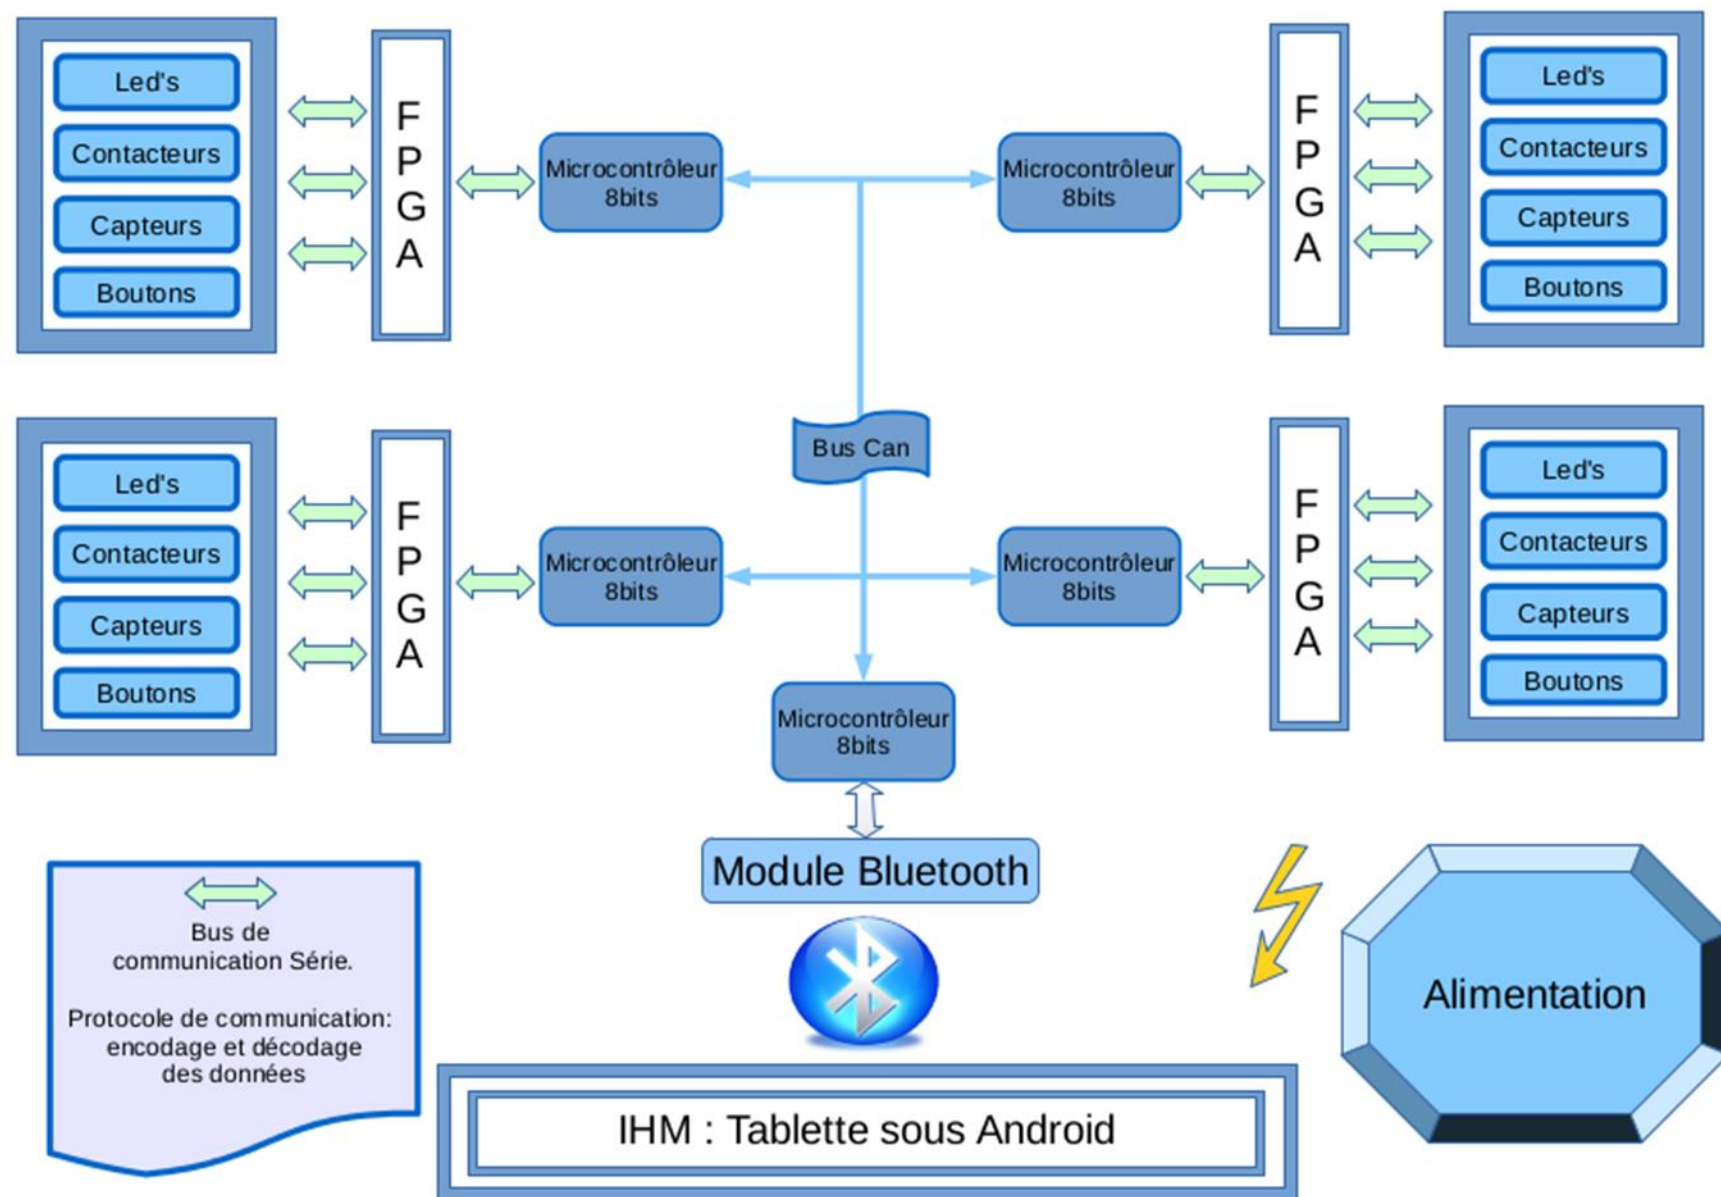 Led's
Contacteurs
Capteurs
Boutons
F
P
G
A
Microcontrôleur
8bits
Microcontrôleur
8bits
F
P
G
A
Led's
Contacteurs
Capteurs
Boutons
Bus Can
Led's
Contacteurs
Capteurs
Boutons
F
P
G
A
Microcontrôleur
8bits
Microcontrôleur
8bits
F
P
G
A
Led's
Contacteurs
Capteurs
Boutons
Microcontrôleur
8bits
Module Bluetooth
Bus de
communication Série.
Protocole de communication:
encodage et décodage
des données
Alimentation
IHM : Tablette sous Android